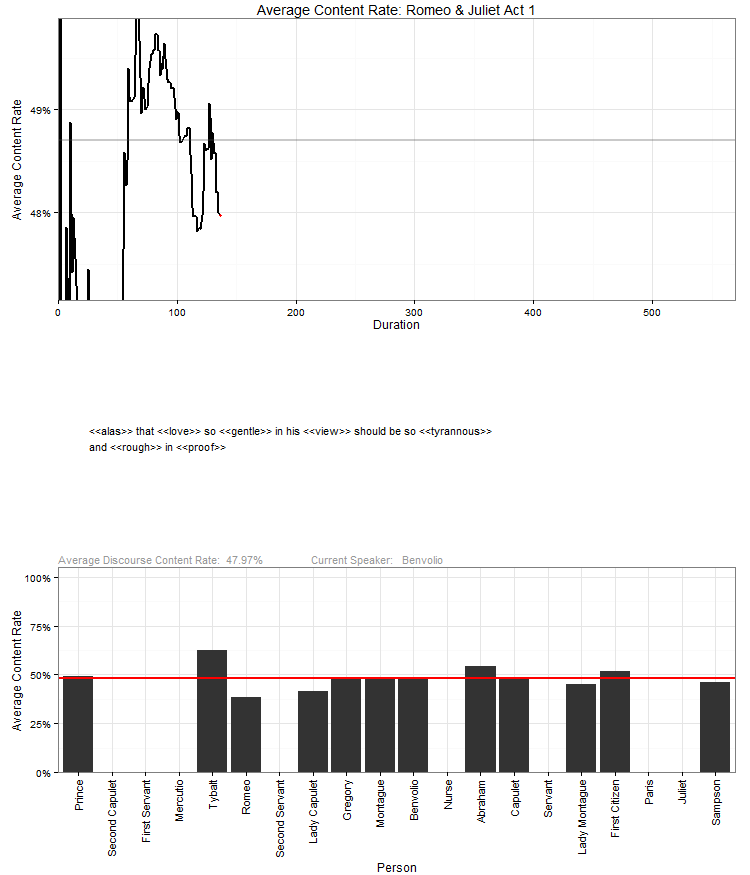 Average Content Rate: Romeo & Juliet Act 1
Average Content Rate
49%
48%
0 100 200 300 400 500
Duration
<<alas>> that <<love>> so <<gentle>> in his <<view>> should be so <<tyrannous>>
and <<rough>> in <<proof>>
Average Discourse Content Rate: 47.97% Current Speaker: Benvolio
Average Content Rate
100%
75%
50%
25%
0%
Prince
Second Capulet
First Servant
Mercutio
Tybalt
Romeo
Second Servant
Lady Capulet
Gregory
Montague
Benvolio
Nurse
Abraham
Capulet
Servant
Lady Montague
First Citizen
Paris
Juliet
Sampson
Person